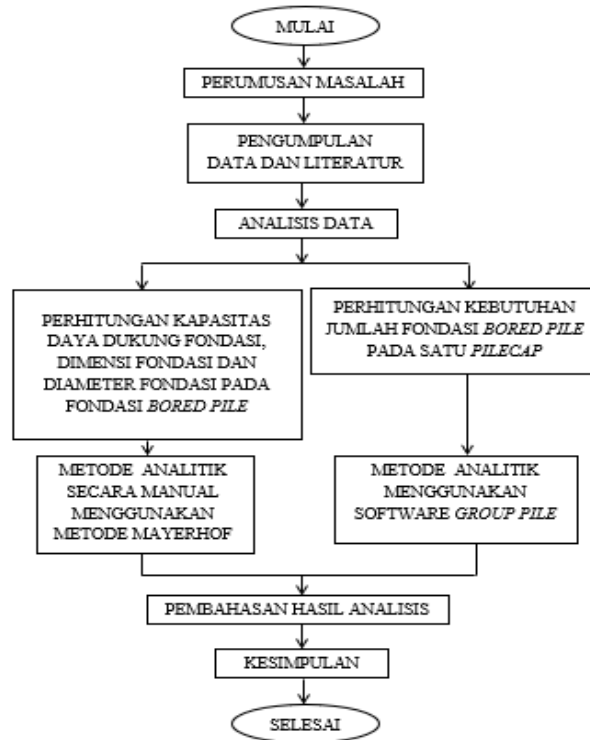 MULAI
PERUMUSAN MASALAH
PENGUMPULAN
DATA DAN LITERATUR
ANALISIS DATA
PERHITUNGAN KAPASITAS
DAYA DUKUNG FONDASI,
DIMENSI FONDASI DAN
DIAMETER FONDASI PADA
FONDASI BORED PILE
PERHITUNGAN KEBUTUHAN
JUMLAH FONDASI BORED PILE
PADA SATU PILECAP
METODE ANALITIK
SECARA MANUAL
MENGGUNAKAN
METODE MAYERHOF
METODE ANALITIK
MENGGUNAKAN
SOFTWARE GROUP PILE
PEMBAHASAN HASIL ANALISIS
KESIMPULAN
SELESAI